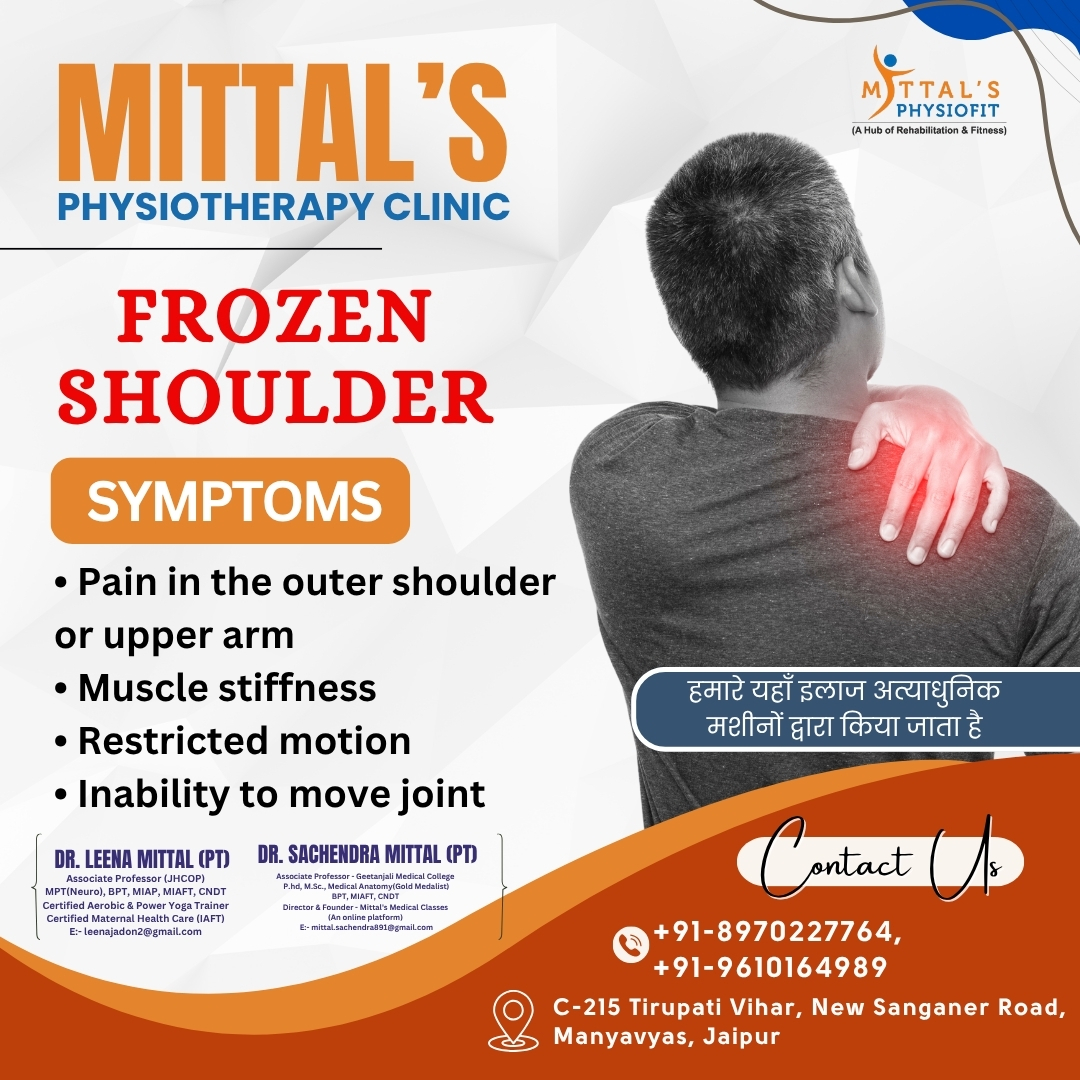 MITTAL'S
PHYSIOFIT
(A Hub of Rehabilitation & Fitness)
MITTAL'S
PHYSIOTHERAPY CLINIC
FROZEN
SHOULDER
SYMPTOMS
• Pain in the outer shoulder
or upper arm
• Muscle stiffness
• Restricted motion
• Inability to move joint
हमारे यहाँ इलाज अत्याधुनिक
मशीनों द्वारा किया जाता है
DR. LEENA MITTAL (PT)
Associate Professor (JHCOP)
MPT(Neuro), BPT, MIAP, MIAFT, CNDT
Certified Aerobic & Power Yoga Trainer
Certified Maternal Health Care (IAFT)
E:- leenajadon2@gmail.com
DR. SACHENDRA MITTAL (PT)
Associate Professor - Geetanjali Medical College
P.hd, M.Sc., Medical Anatomy(Gold Medalist)
BPT, MIAFT, CNDT
Director & Founder - Mittal's Medical Classes
(An online platform)
E:- mittal.sachendra891@gmail.com
Contact Us
+91-8970227764,
+91-9610164989
C-215 Tirupati Vihar, New Sanganer Road,
Manyavyas, Jaipur